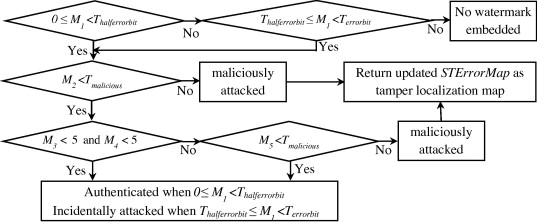 0≤ M1 <Thalferrorbit
No
Thalferrorbit ≤ M1 <Terrorbit
No
No watermark
embedded
Yes
Yes
M2<Tmalicious
No
maliciously
attacked
Return updated STErrorMap as
tamper localization map
Yes
M3 < 5 and M4 < 5
No
M5<Tmalicious
No
maliciously
attacked
Yes
Yes
Authenticated when 0≤ M1 <Thalferrorbit
Incidentally attacked when Thalferrorbit ≤ M1 <Terrorbit